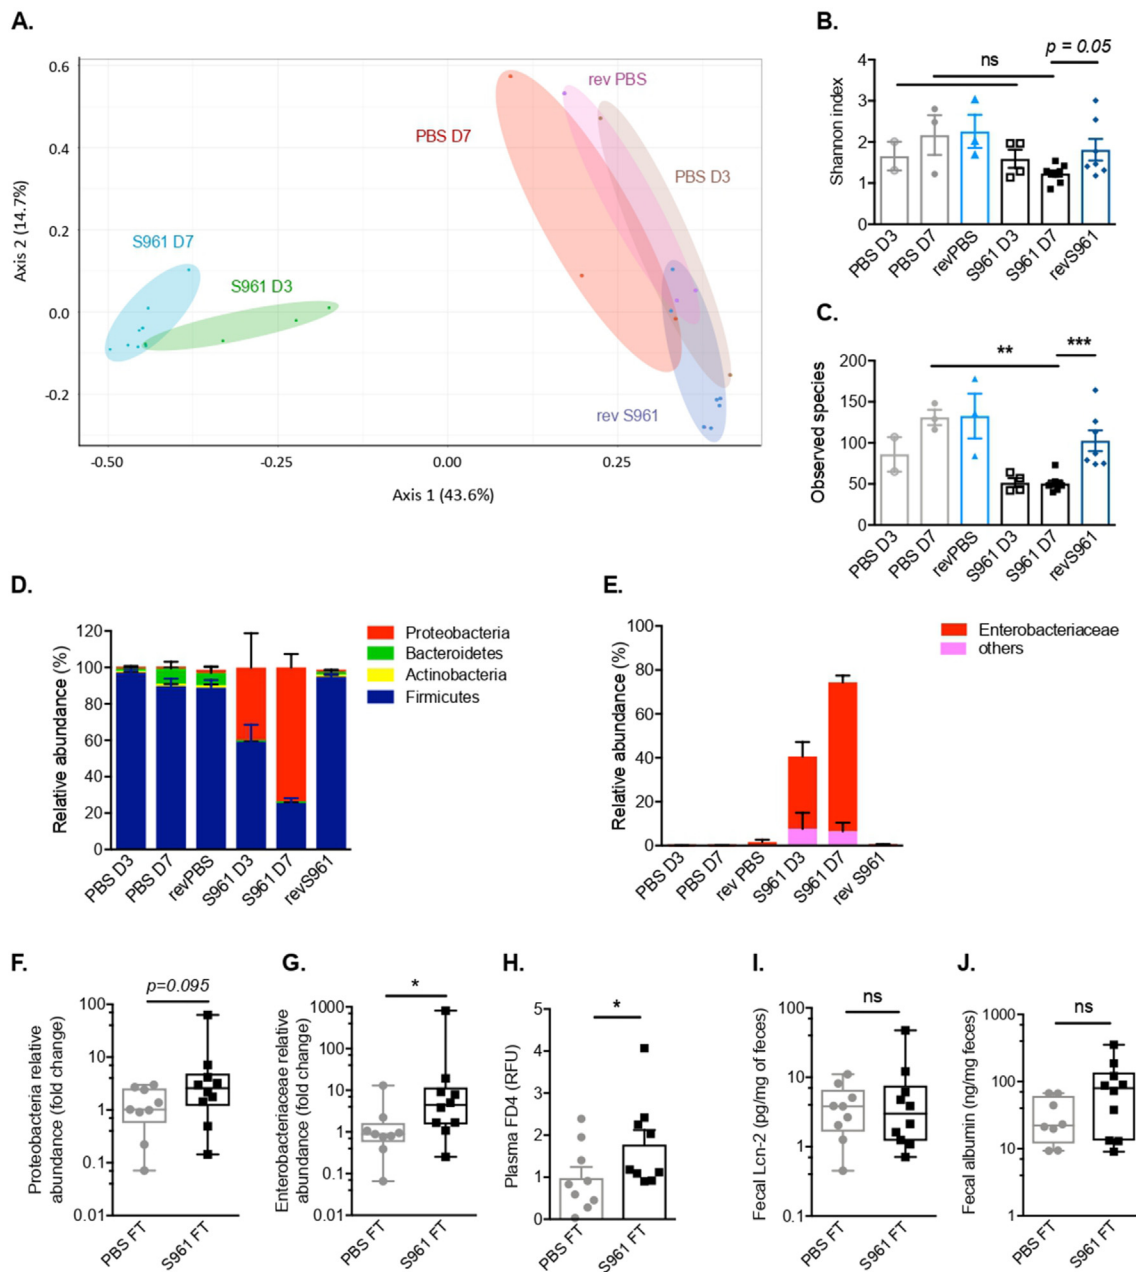 A.
0.6
0.4
0.2
0.0
-0.2
Axis 2 (14.7%)
-0.50
-0.25
0.00
0.25
Axis 1 (43.6%)
rev PBS
PBS D7
PBS D3
S961 D7
S961 D3
rev S961
B.
p = 0.05
ns
4
3
2
1
0
Shannon index
PBS D3
PBS D7
revPBS
S961 D3
S961 D7
revS961
C.
**
***
200
150
100
50
0
Observed species
PBS D3
PBS D7
revPBS
S961 D3
S961 D7
revS961
D.
120
100
80
60
40
20
0
Relative abundance (%)
PBS D3
PBS D7
revPBS
S961 D3
S961 D7
revS961
Proteobacteria
Bacteroidetes
Actinobacteria
Firmicutes
E.
100
80
60
40
20
0
Relative abundance (%)
PBS D3
PBS D7
rev PBS
S961 D3
S961 D7
rev S961
Enterobacteriaceae
others
F.
p=0.095
100
10
1
0.1
0.01
Proteobacteria relative
abundance (fold change)
PBS FT
S961 FT
G.
*
1000
100
10
1
0.1
0.01
Enterobacteriaceae relative
abundance (fold change)
PBS FT
S961 FT
H.
*
5
4
3
2
1
0
Plasma FD4 (RFU)
PBS FT
S961 FT
I.
ns
100
10
1
0.1
Fecal Lcn-2 (pg/mg of feces)
PBS FT
S961 FT
J.
ns
1000
100
10
1
Fecal albumin (ng/mg feces)
PBS FT
S961 FT